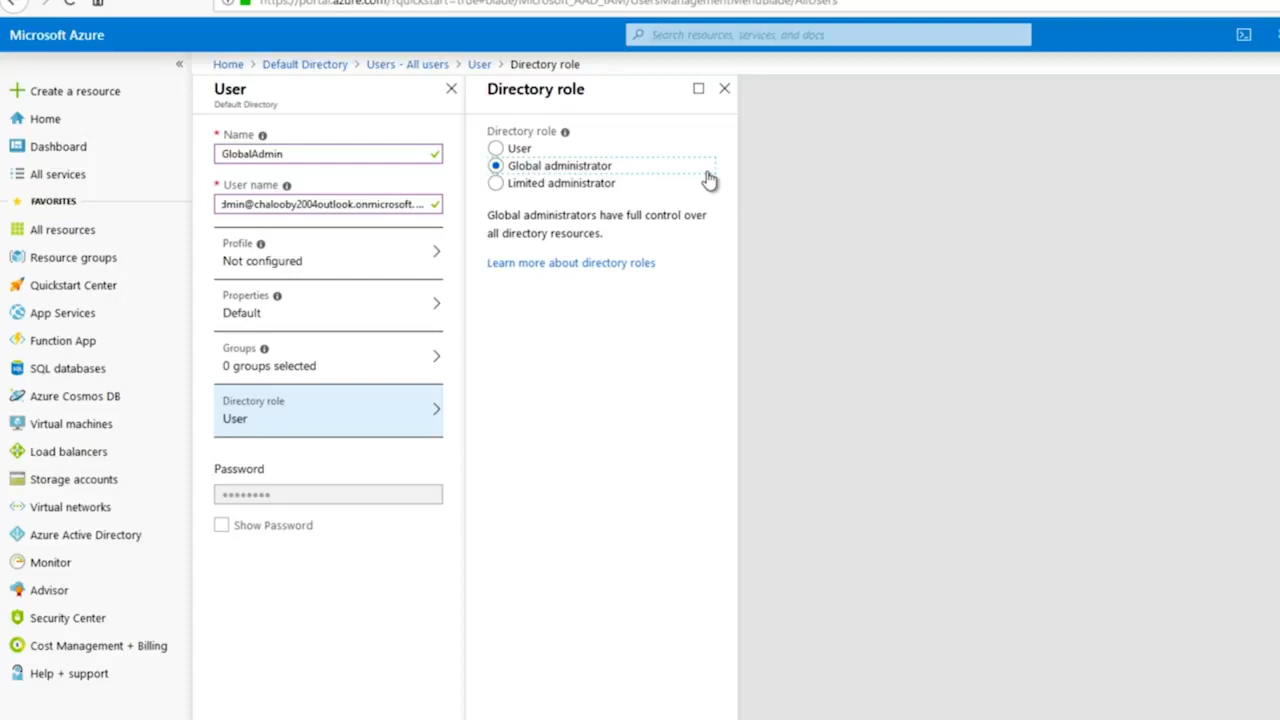 Microsoft Azure
Search resources, services, and docs
Home > Default Directory > Users - All users > User > Directory role
Create a resource
Home
Dashboard
All services
FAVORITES
All resources
Resource groups
Quickstart Center
App Services
Function App
SQL databases
Azure Cosmos DB
Virtual machines
Load balancers
Storage accounts
Virtual networks
Azure Active Directory
Monitor
Advisor
Security Center
Cost Management + Billing
Help + support
User
Default Directory
* Name
GlobalAdmin
* User name
dmin@chalooby2004outlook.onmicrosoft....
Profile
Not configured
Properties
Default
Groups
0 groups selected
Directory role
User
Password
••••••••
Show Password
Directory role
Directory role
User
Global administrator
Limited administrator
Global administrators have full control over
all directory resources.
Learn more about directory roles